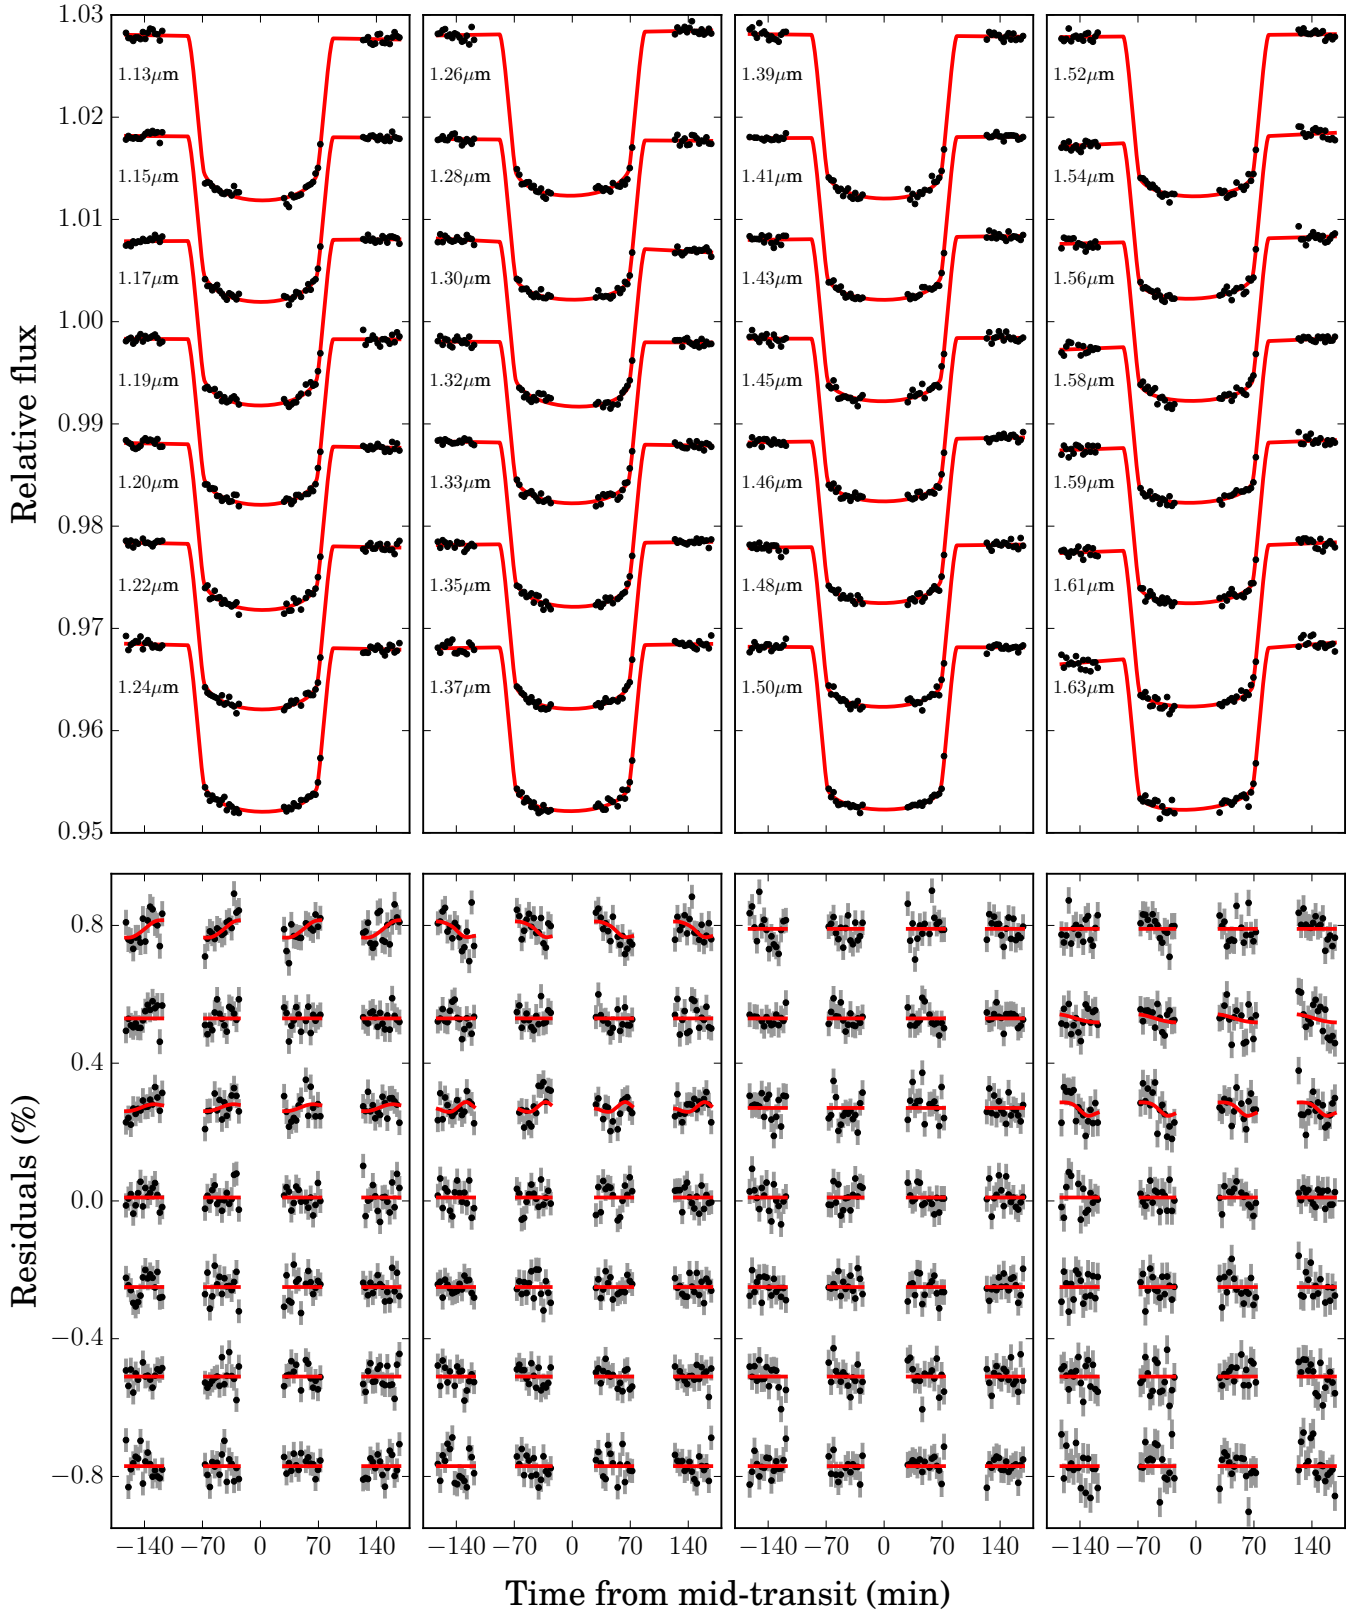 1.03
1.02
1.01
1.00
0.99
0.98
0.97
0.96
0.95
Relative flux
1.13μm
1.15μm
1.17μm
1.19μm
1.20μm
1.22μm
1.24μm
1.26μm
1.28μm
1.30μm
1.32μm
1.33μm
1.35μm
1.37μm
1.39μm
1.41μm
1.43μm
1.45μm
1.46μm
1.48μm
1.50μm
1.52μm
1.54μm
1.56μm
1.58μm
1.59μm
1.61μm
1.63μm
0.8
0.4
0.0
−0.4
−0.8
Residuals (%)
−140 −70 0 70 140
−140 −70 0 70 140
−140 −70 0 70 140
−140 −70 0 70 140
Time from mid-transit (min)